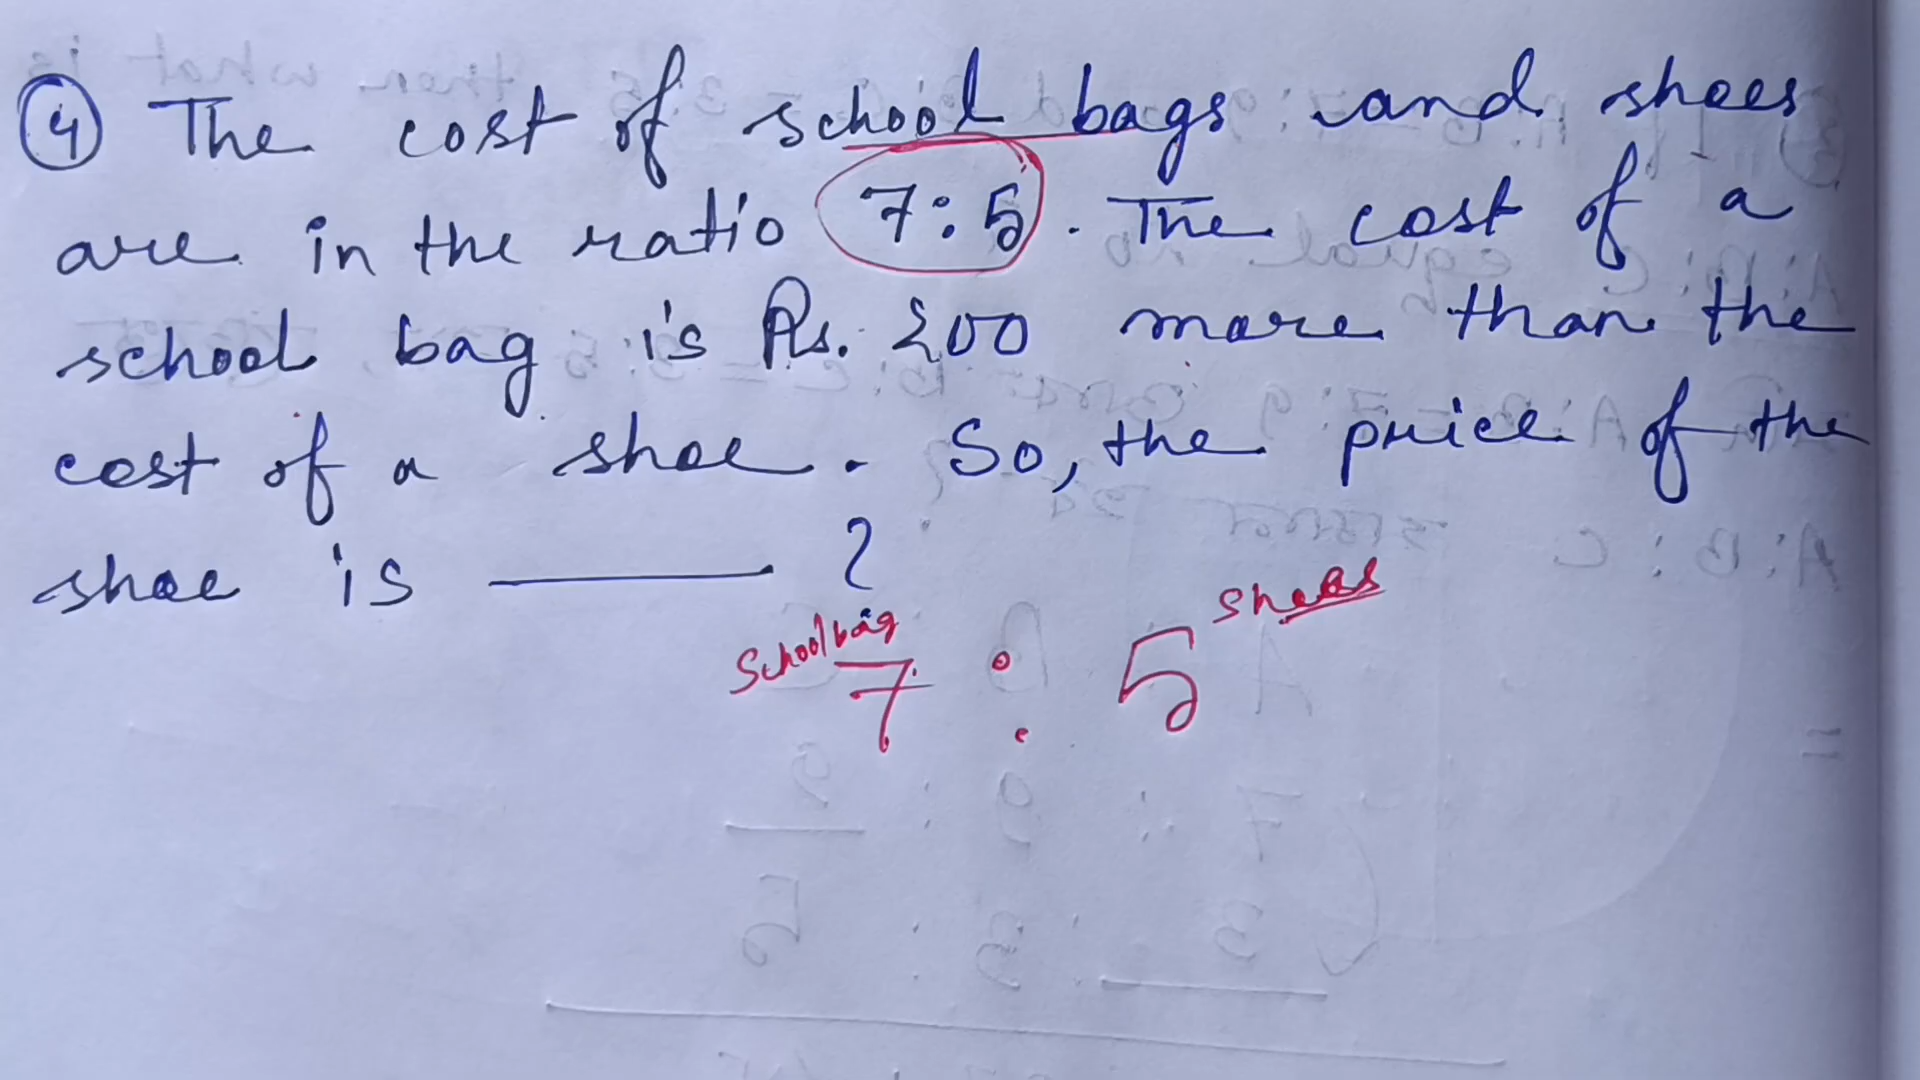 4 The cost of school bags and shoes
are in the ratio 7:5. The cost of a
school bag is Rs. 200 more than the
cost of a shoe. So, the price of the
shoe is ——— ?
School bag shoes
7 : 5